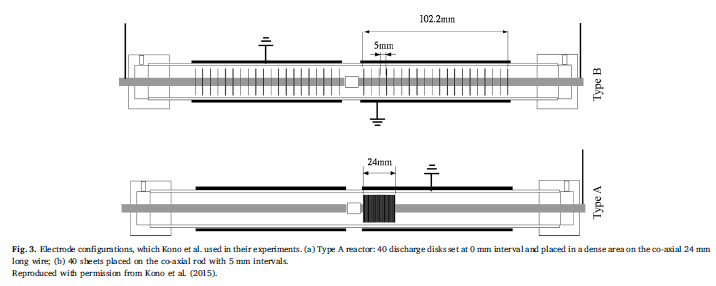 102.2mm
5mm
Type B
24mm
Type A
Fig. 3. Electrode configurations, which Kono et al. used in their experiments. (a) Type A reactor: 40 discharge disks set at 0 mm interval and placed in a dense area on the co-axial 24 mm
long wire; (b) 40 sheets placed on the co-axial rod with 5 mm intervals.
Reproduced with permission from Kono et al. (2015).